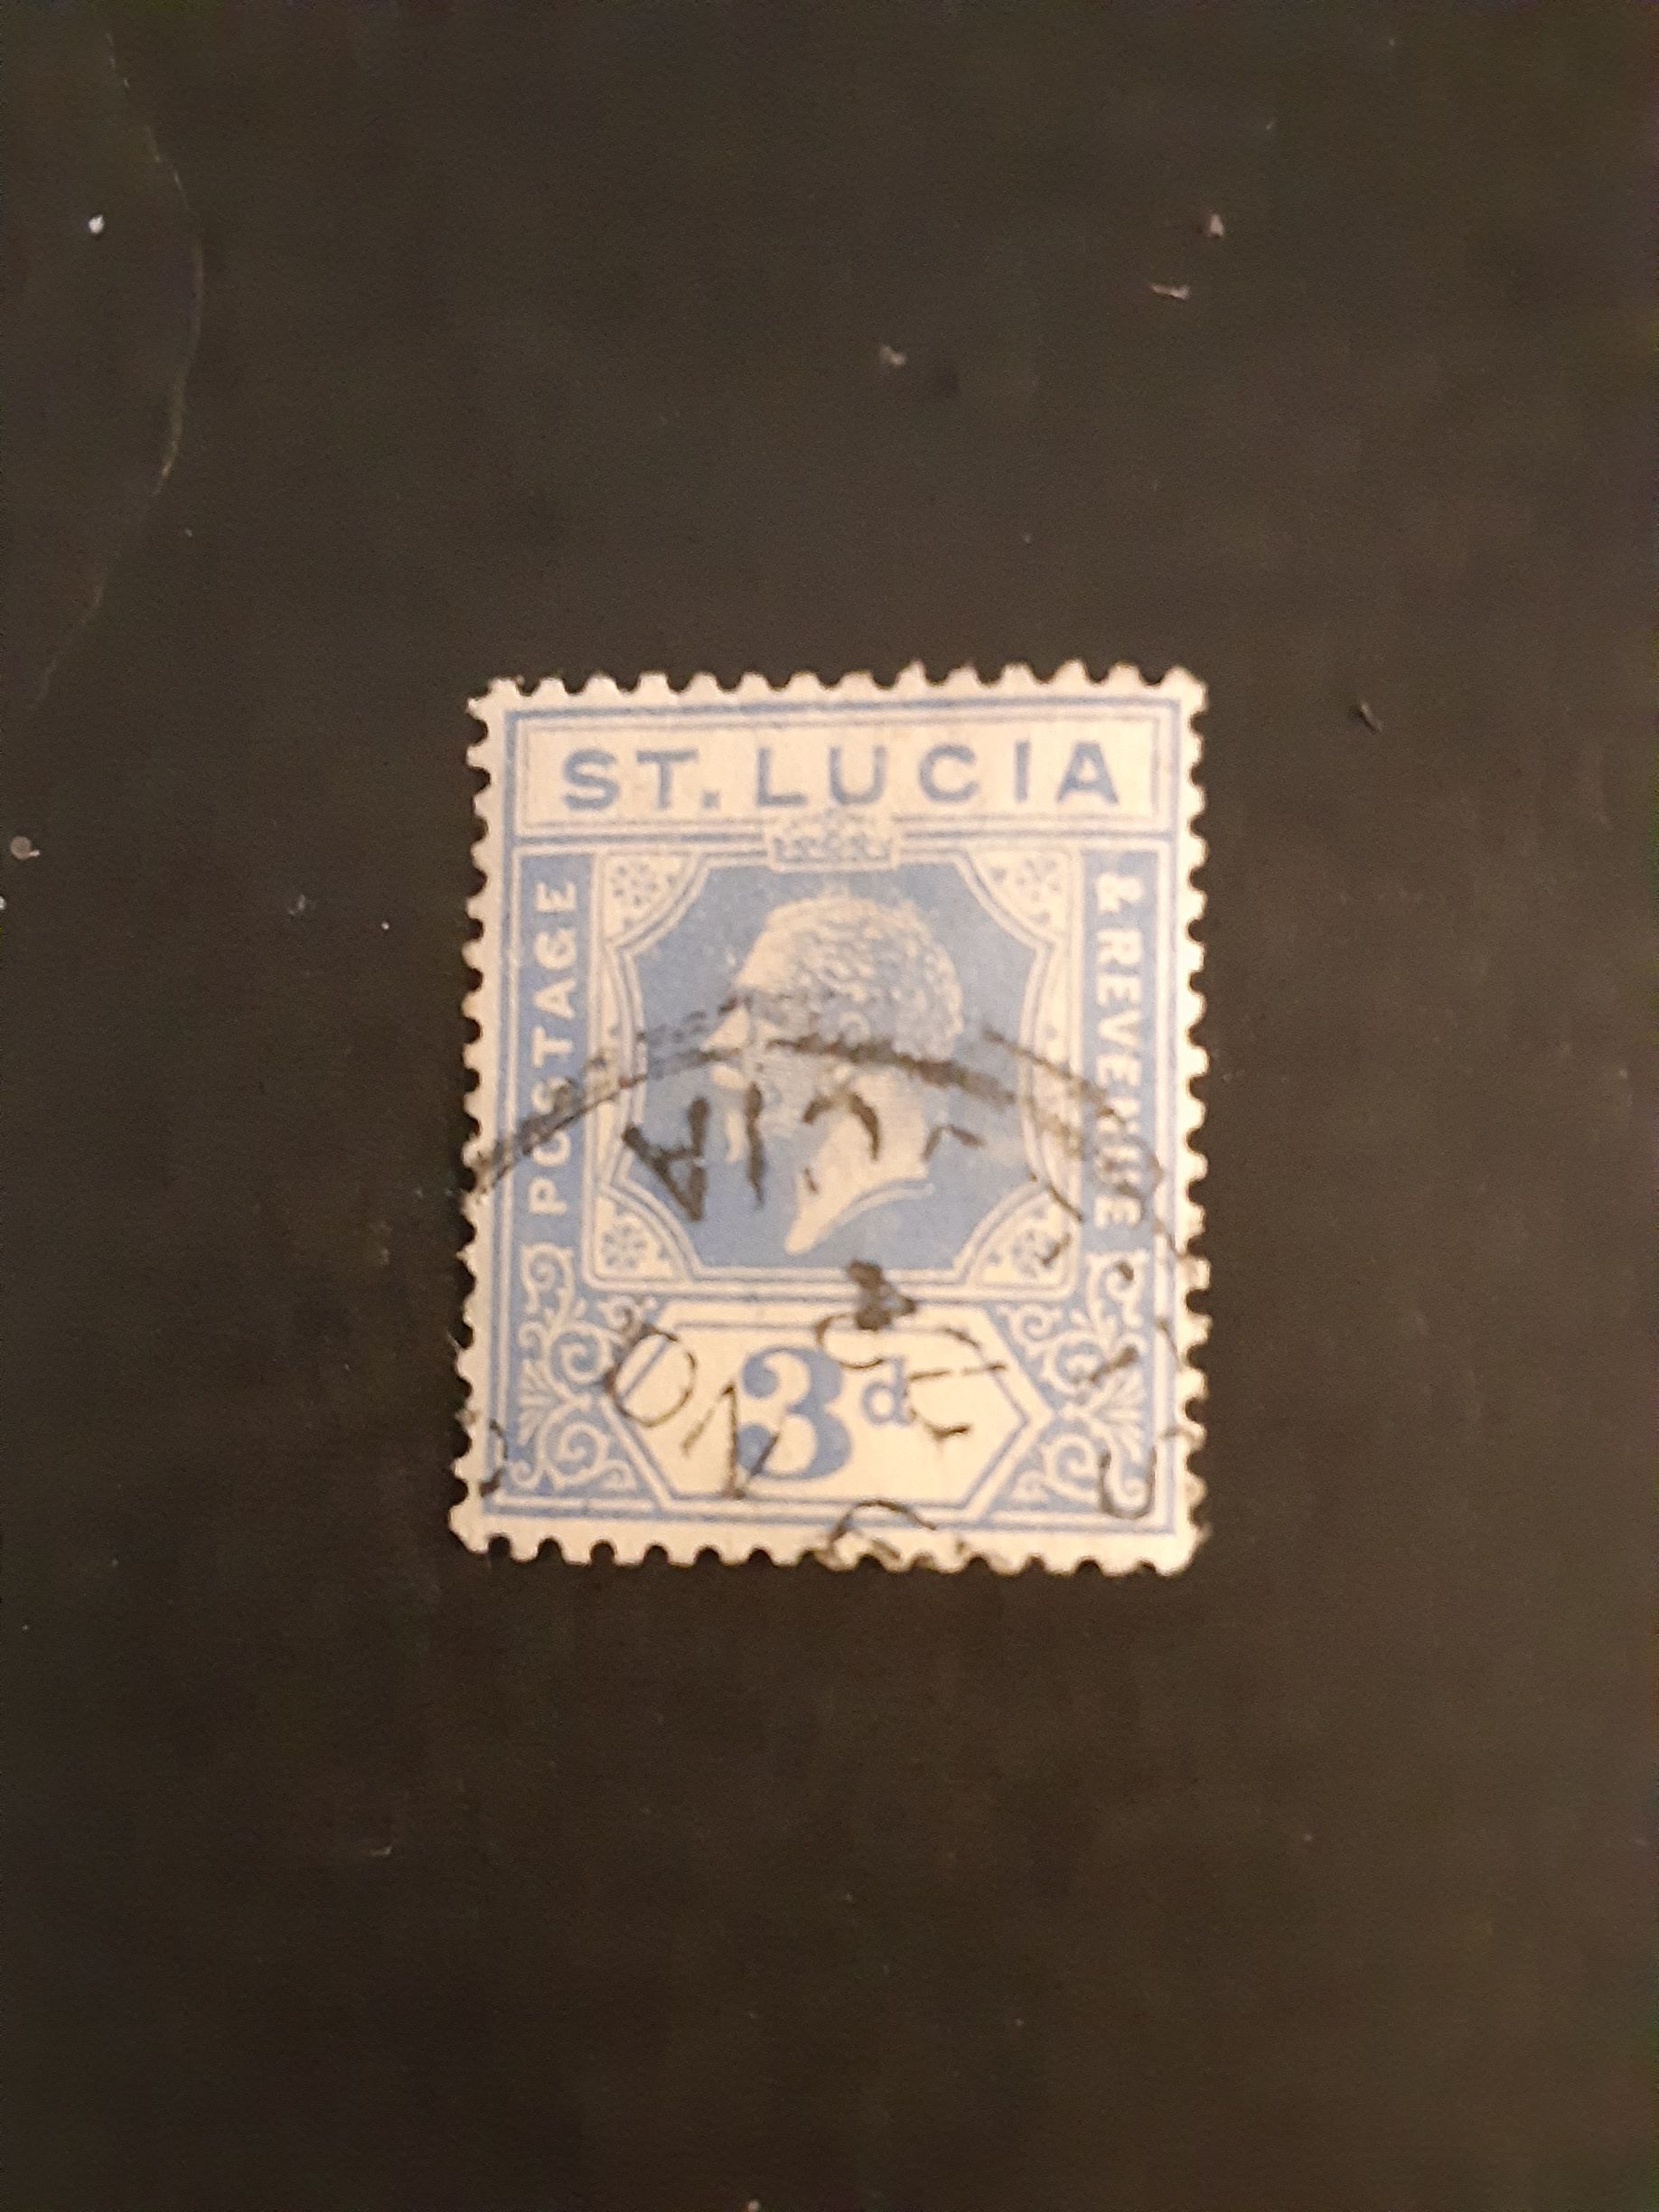 ST. LUCIA
POSTAGE
& REVENUE
3d